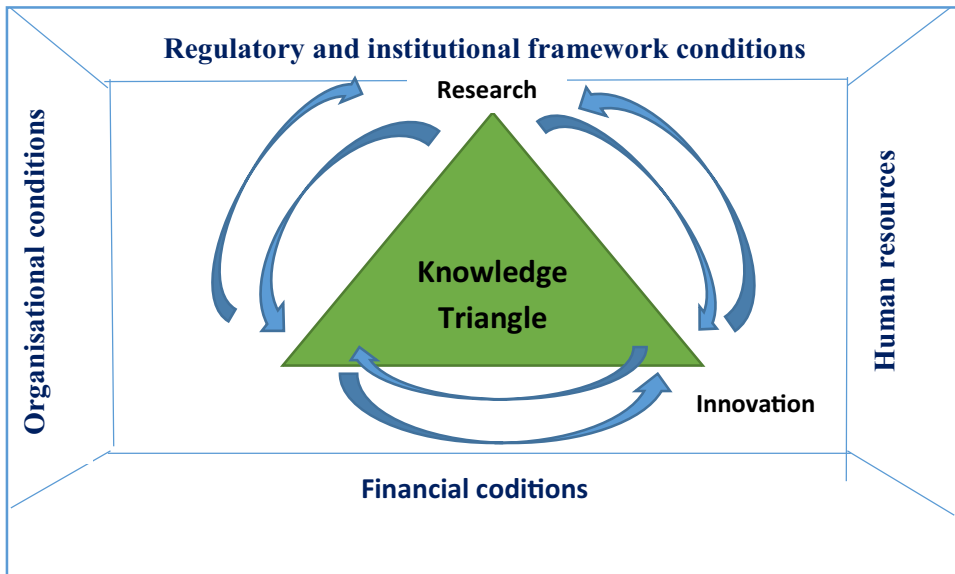 Regulatory and institutional framework conditions
Research
Organisational conditions
Human resources
Knowledge
Triangle
Innovation
Financial coditions